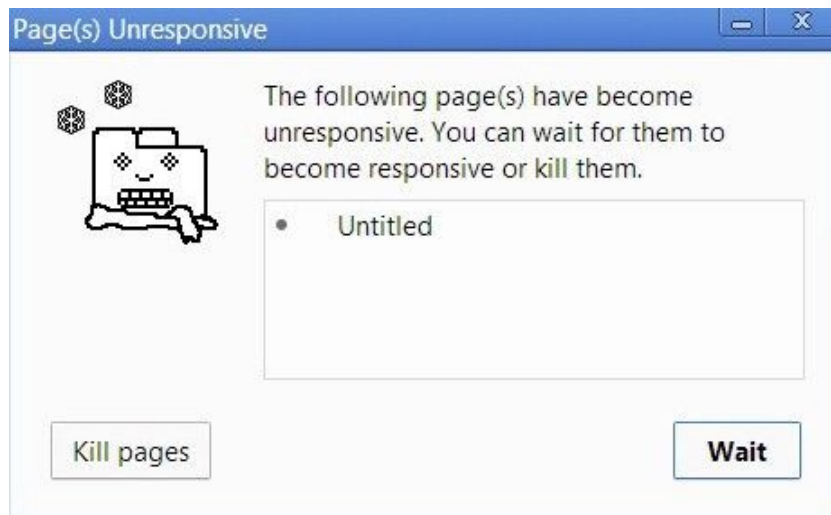 Page(s) Unresponsive
The following page(s) have become
unresponsive. You can wait for them to
become responsive or kill them.
• Untitled
Kill pages
Wait